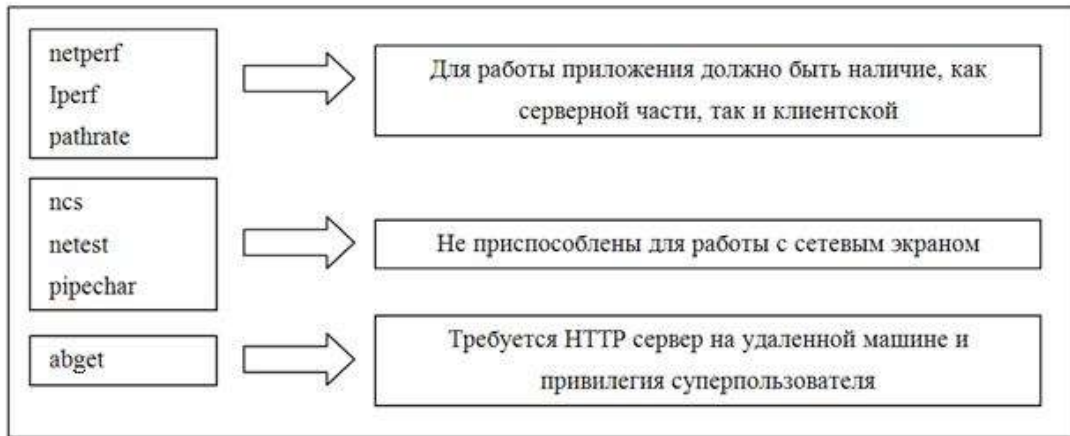 netperf
Iperf
pathrate
Для работы приложения должно быть наличие, как
серверной части, так и клиентской
ncs
netest
pipechar
Не приспособлены для работы с сетевым экраном
abget
Требуется HTTP сервер на удаленной машине и
привилегия суперпользователя